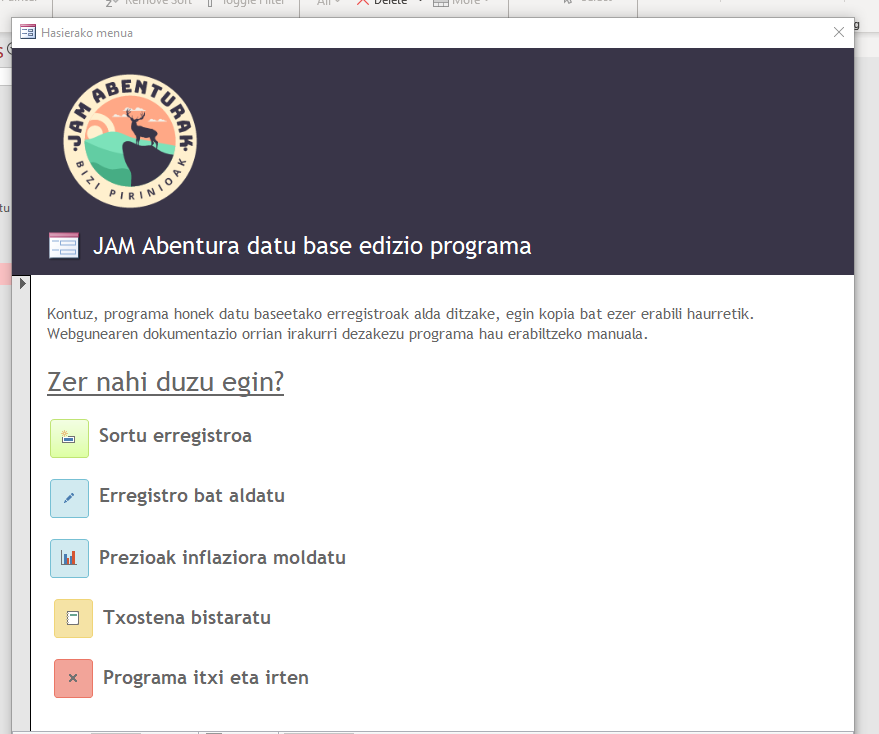 Remove Sort
Toggle Filter
All
Delete
More
Select
Hasierako menua
JAM ABENTURAK
BIZI PIRINIOAK
JAM Abentura datu base edizio programa
Kontuz, programa honek datu baseetako erregistroak alda ditzake, egin kopia bat ezer erabili haurretik.
Webgunearen dokumentazio orrian irakurri dezakezu programa hau erabiltzeko manuala.
Zer nahi duzu egin?
Sortu erregistroa
Erregistro bat aldatu
Prezioak inflaziora moldatu
Txostena bistaratu
Programa itxi eta irten